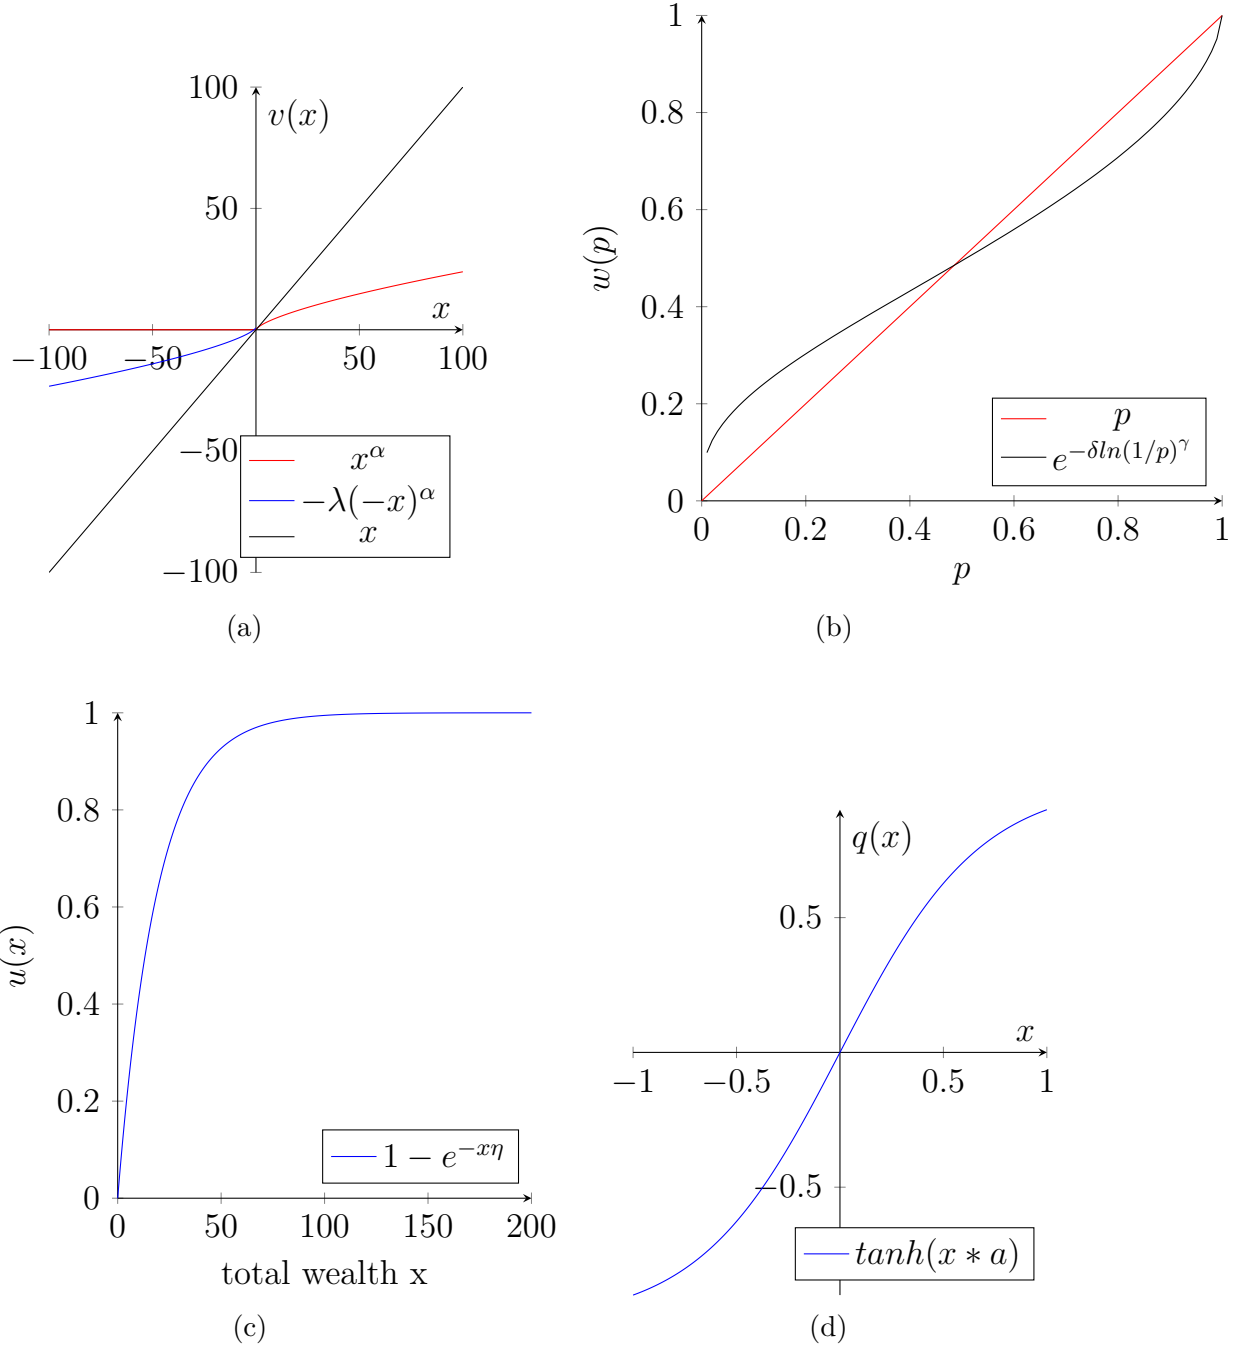 100
v(x)
50
x
−100 −50 50 100
−50
x^α
−λ(−x)^α
x
−100
(a)
1
0.8
0.6
w(p)
0.4
0.2
p
e^{−δln(1/p)^γ}
0
0 0.2 0.4 0.6 0.8 1
p
(b)
1
0.8
0.6
u(x)
0.4
0.2
1 − e^{−xη}
0
0 50 100 150 200
total wealth x
(c)
q(x)
0.5
x
−1 −0.5 0.5 1
−0.5
tanh(x ∗ a)
(d)